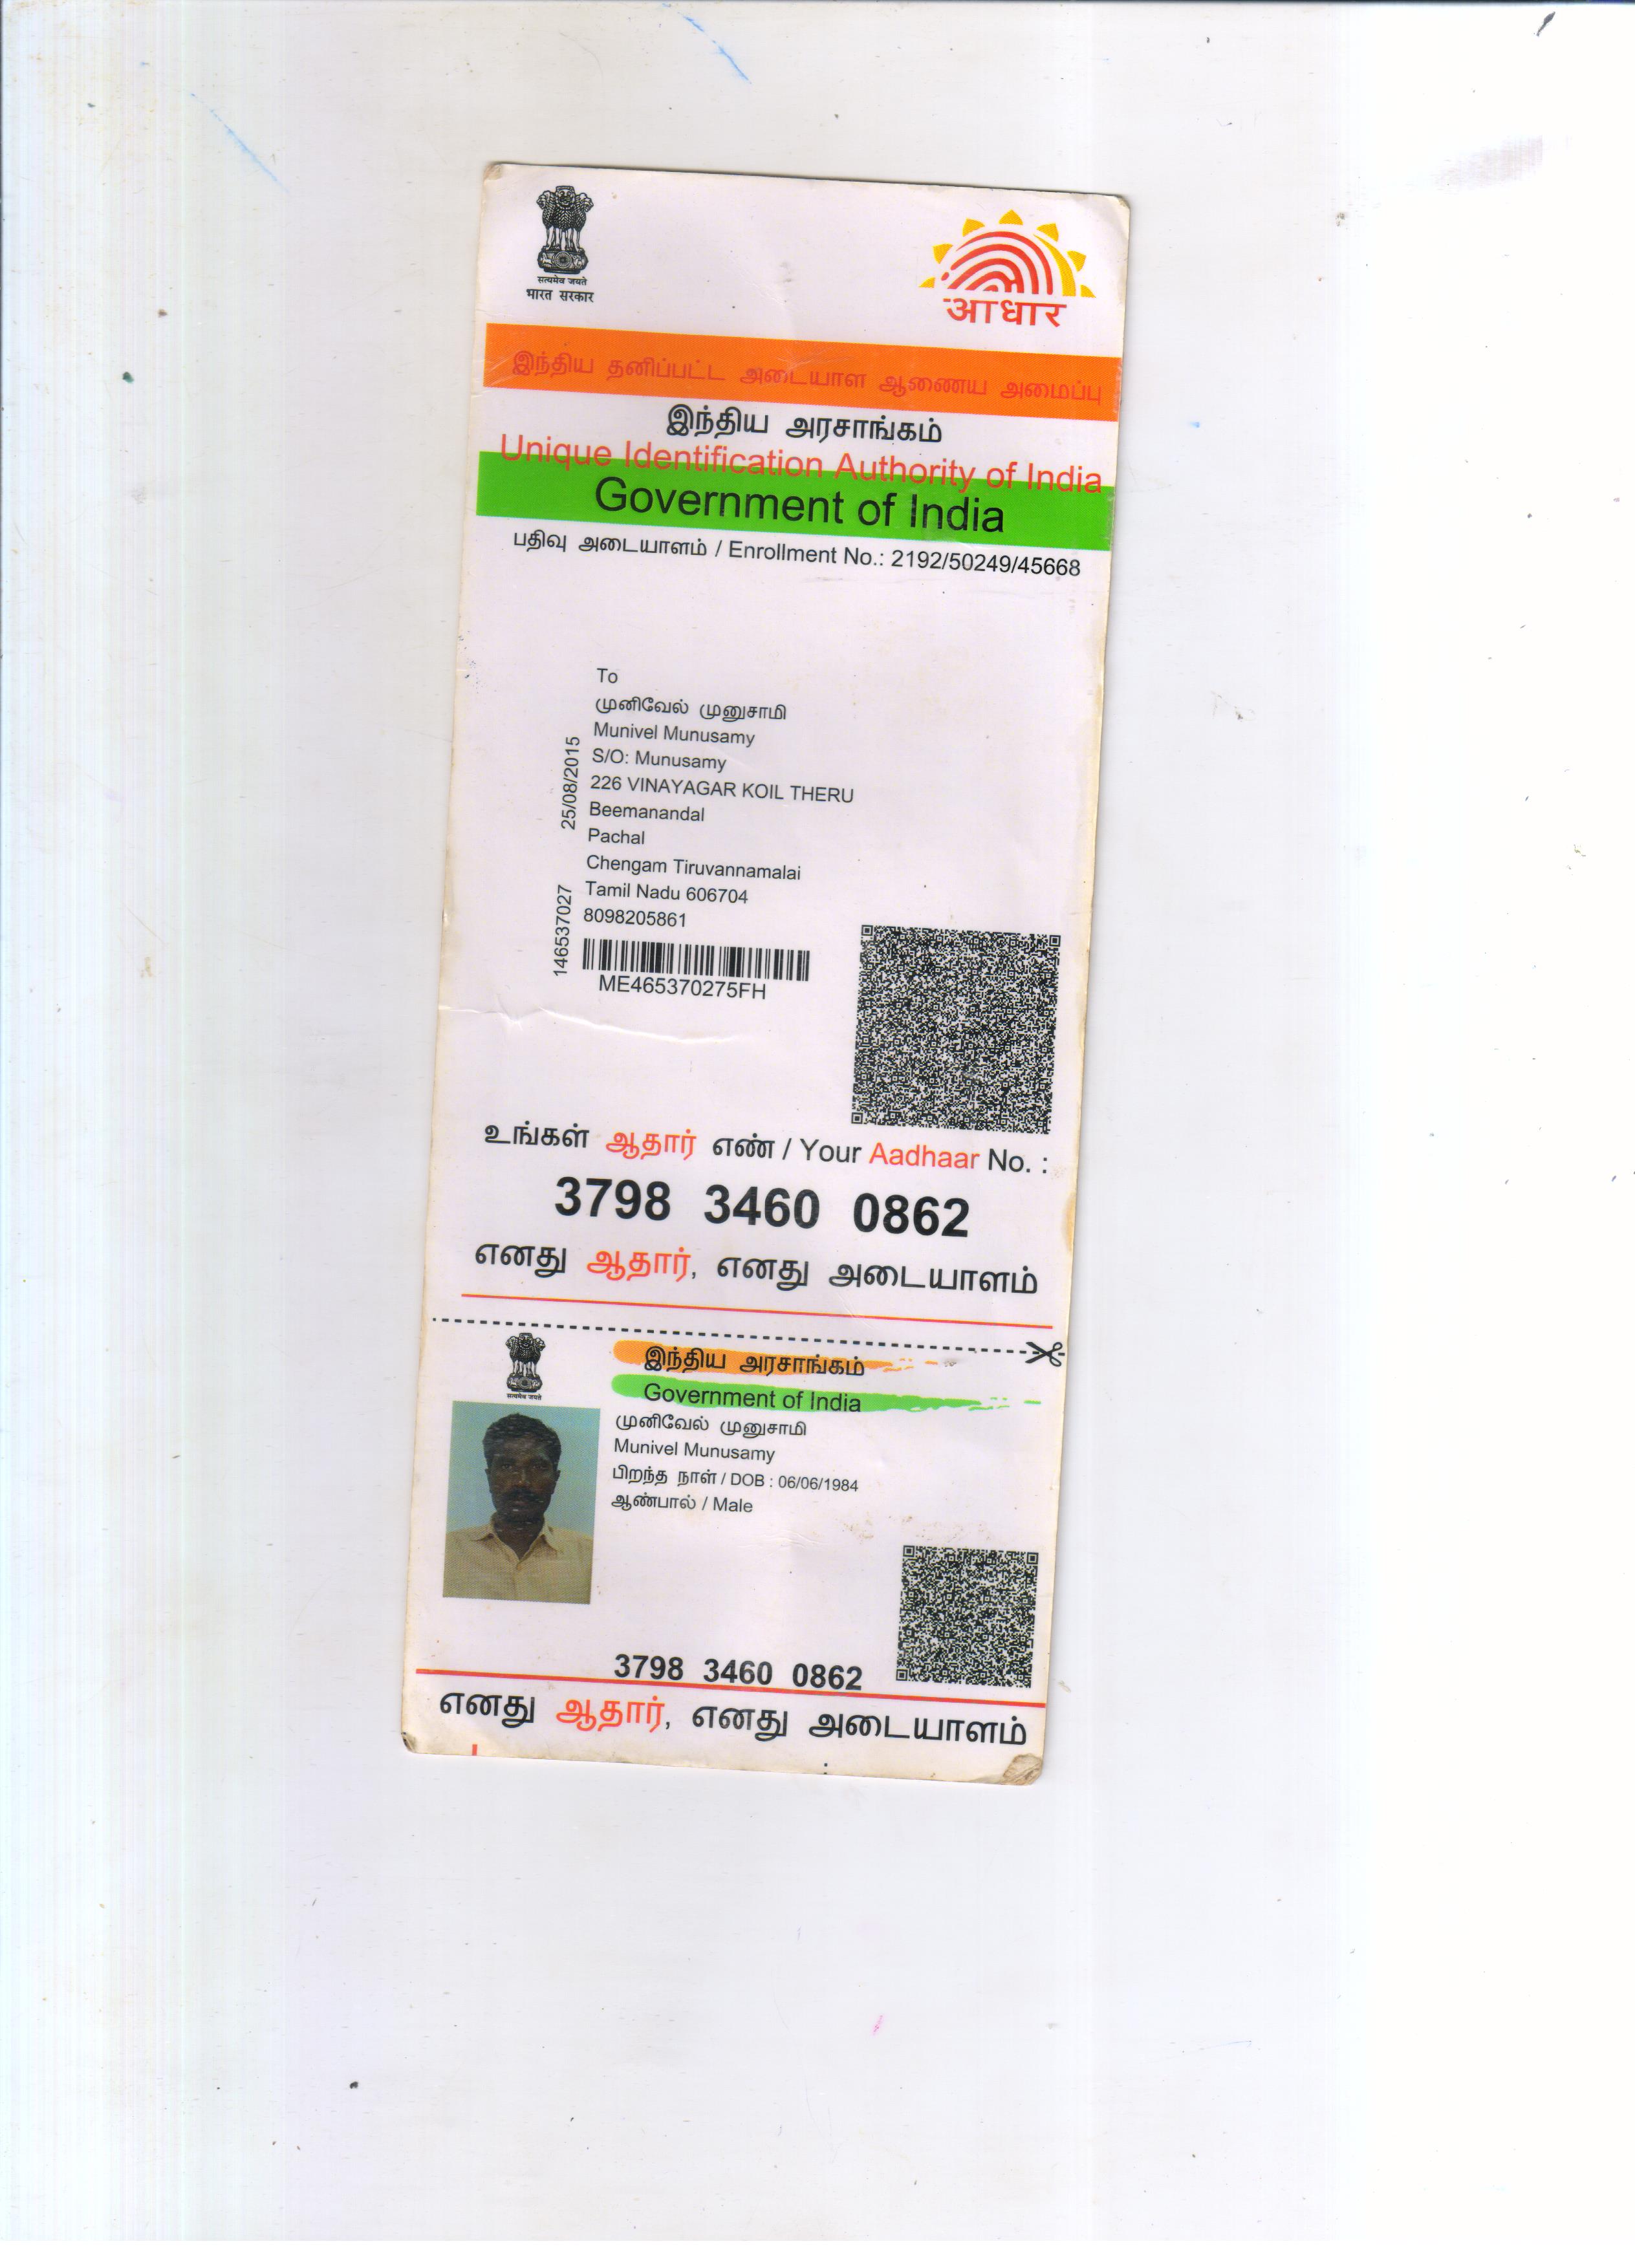 सत्यमेव जयते
भारत सरकार
आधार
இந்திய தனிப்பட்ட அடையாள ஆணைய அமைப்பு
இந்திய அரசாங்கம்
Unique Identification Authority of India
Government of India
பதிவு அடையாளம் / Enrollment No.: 2192/50249/45668
To
முனிவேல் முனுசாமி
Munivel Munusamy
S/O: Munusamy
226 VINAYAGAR KOIL THERU
Beemanandal
Pachal
Chengam Tiruvannamalai
Tamil Nadu 606704
8098205861
25/08/2015
146537027
ME465370275FH
உங்கள் ஆதார் எண் / Your Aadhaar No. :
3798 3460 0862
எனது ஆதார், எனது அடையாளம்
सत्यमेव जयते
இந்திய அரசாங்கம்
Government of India
முனிவேல் முனுசாமி
Munivel Munusamy
பிறந்த நாள் / DOB : 06/06/1984
ஆண்பால் / Male
3798 3460 0862
எனது ஆதார், எனது அடையாளம்